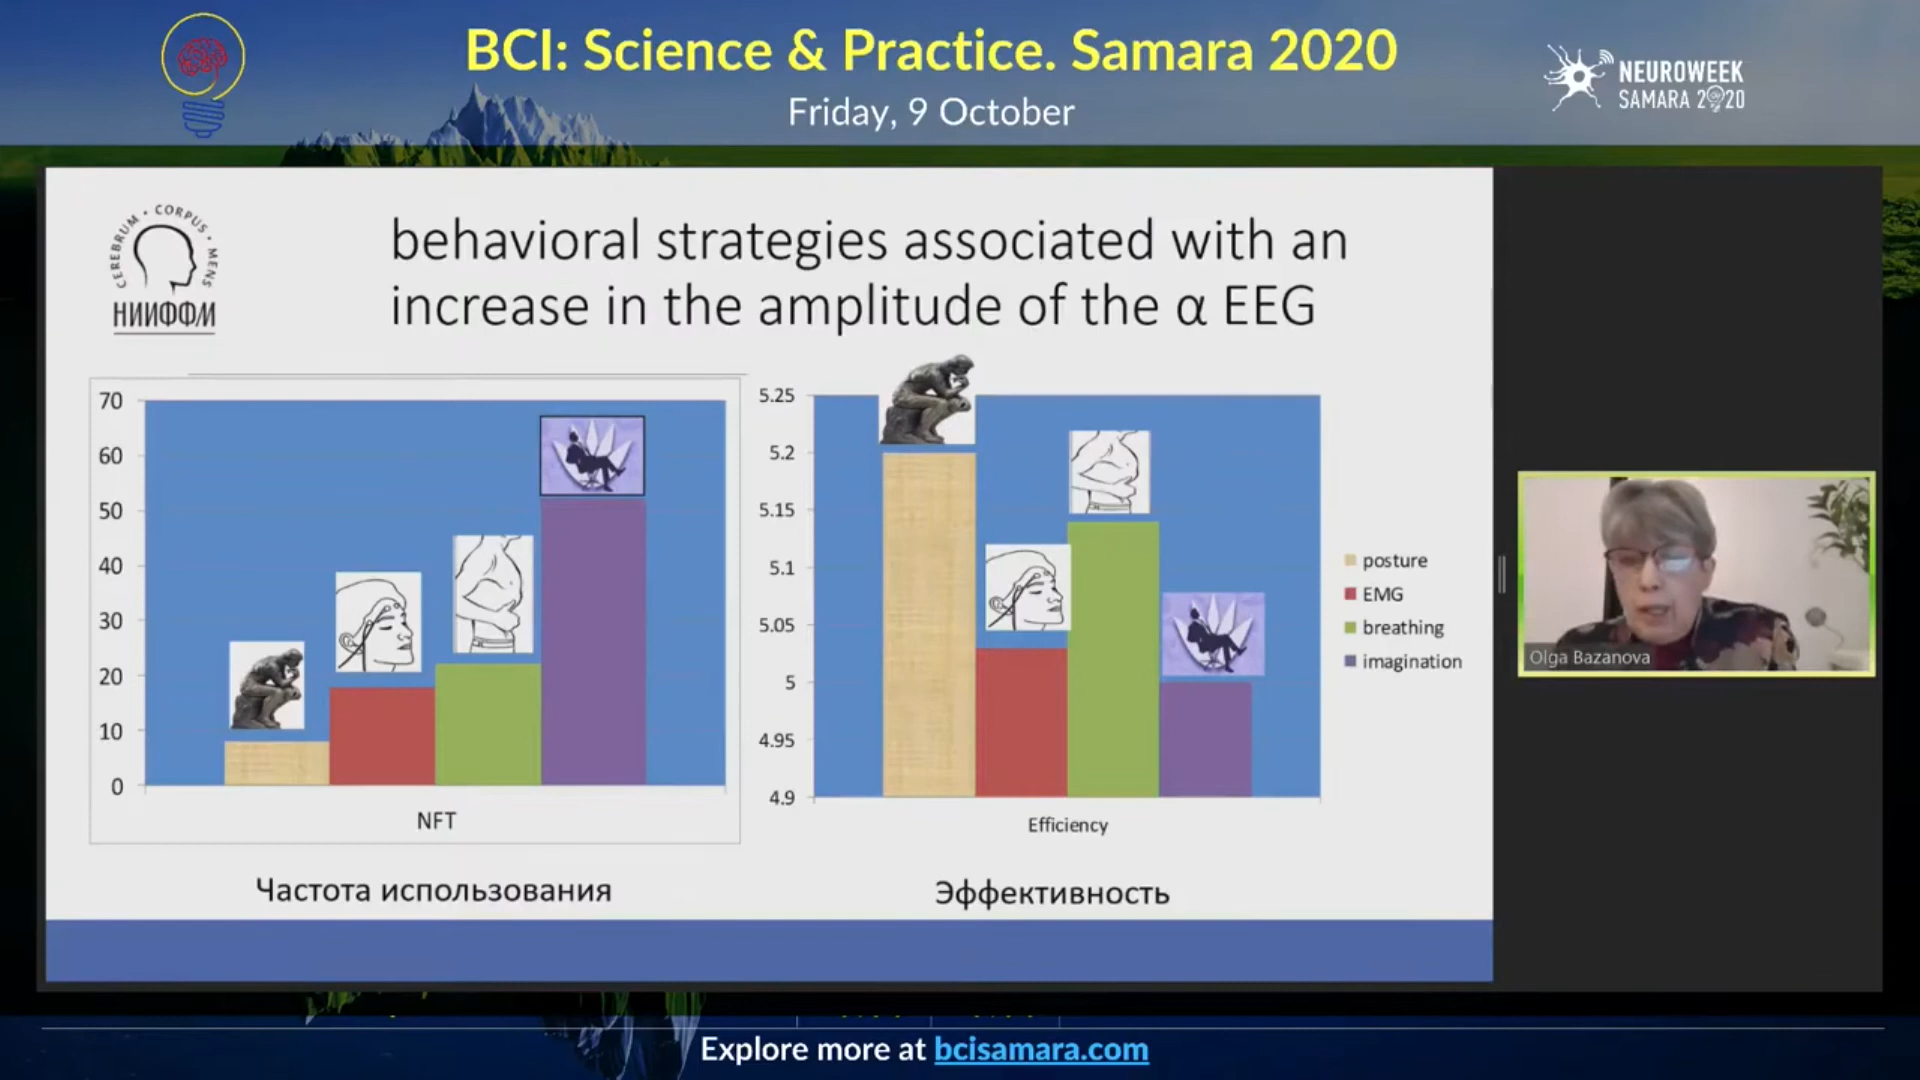 BCI: Science & Practice. Samara 2020
Friday, 9 October
NEUROWEEK
SAMARA 2020
CEREBRUM • CORPUS • MENS
НИИФФМ
behavioral strategies associated with an
increase in the amplitude of the α EEG
70
60
50
40
30
20
10
0
NFT
Частота использования
5.25
5.2
5.15
5.1
5.05
5
4.95
4.9
Efficiency
Эффективность
posture
EMG
breathing
imagination
Olga Bazanova
Explore more at bcisamara.com